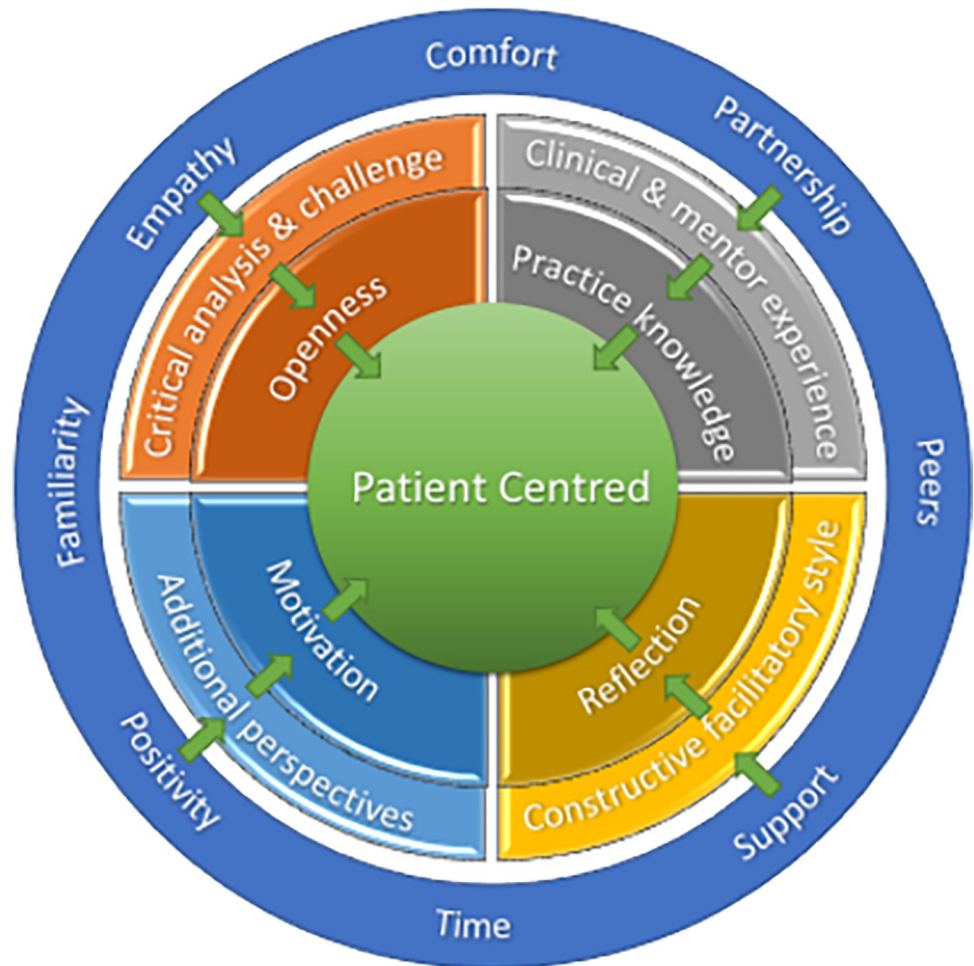 Comfort
Partnership
Peers
Support
Time
Positivity
Familiarity
Empathy
Critical analysis & challenge
Openness
Clinical & mentor experience
Practice knowledge
Patient Centred
Motivation
Additional perspectives
Reflection
Constructive facilitatory style